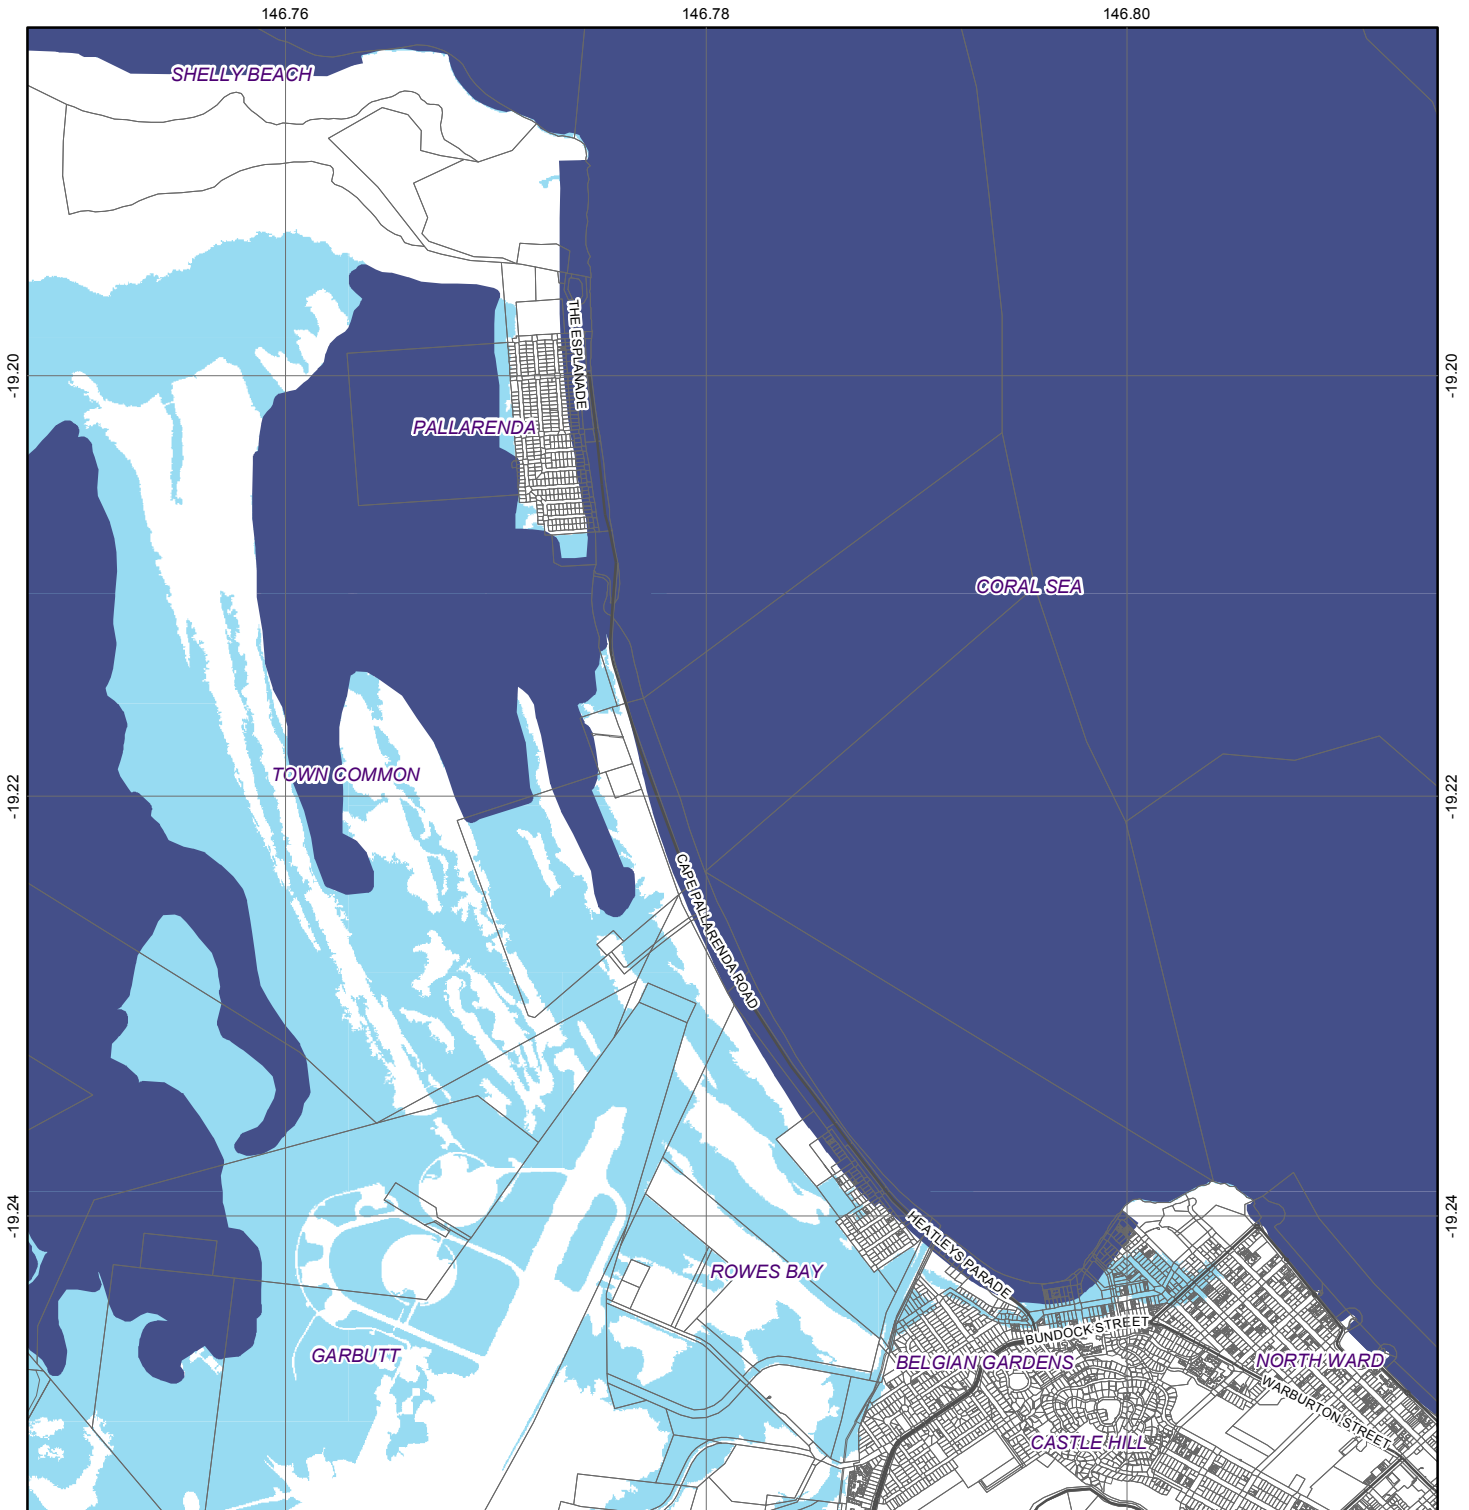 146.76 146.78 146.80
SHELLY BEACH
THE ESPLANADE
-19.20 -19.20
PALLARENDA
CORAL SEA
TOWN COMMON
-19.22 -19.22
CAPE PALLARENDA ROAD
-19.24 -19.24
HEATLEYS PARADE
ROWES BAY
BUNDOCK STREET
GARBUTT
BELGIAN GARDENS
NORTH WARD
WARBURTON STREET
CASTLE HILL